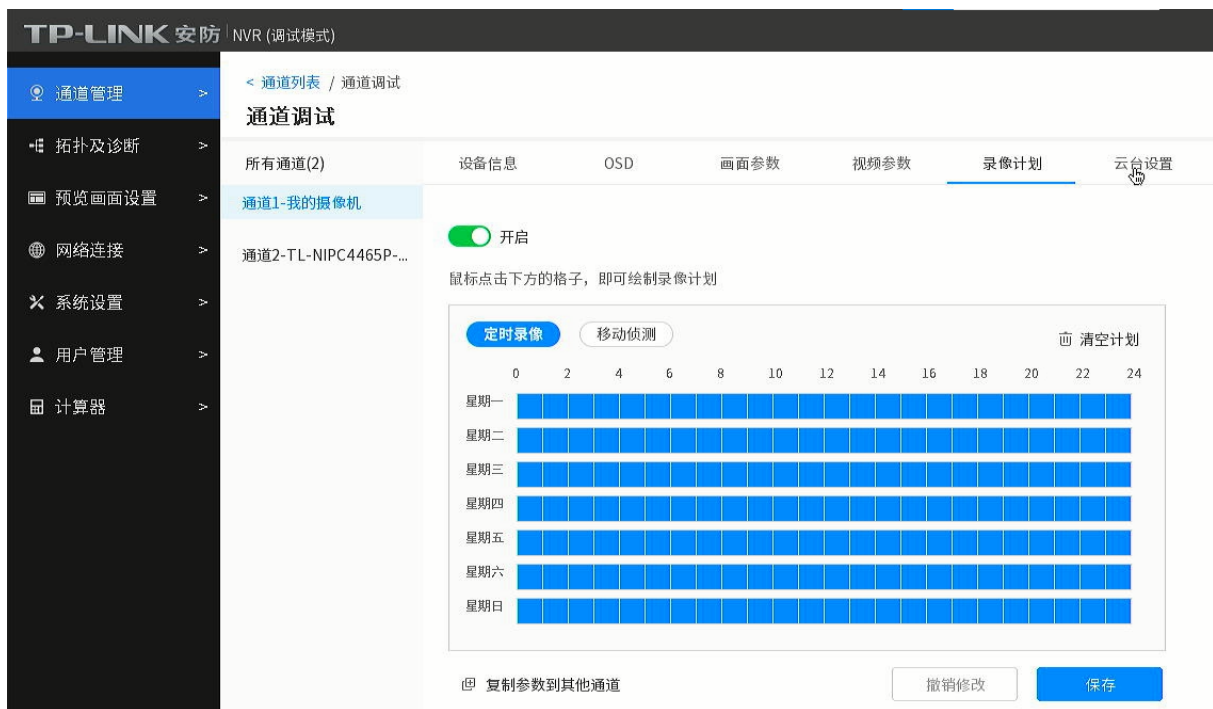 TP-LINK 安防 NVR (调试模式)
通道管理 >
拓扑及诊断 >
预览画面设置 >
网络连接 >
系统设置 >
用户管理 >
计算器 >
< 通道列表 / 通道调试
通道调试
所有通道(2)
通道1-我的摄像机
通道2-TL-NIPC4465P-...
设备信息 OSD 画面参数 视频参数 录像计划 云台设置
开启
鼠标点击下方的格子，即可绘制录像计划
定时录像 移动侦测 清空计划
0 2 4 6 8 10 12 14 16 18 20 22 24
星期一
星期二
星期三
星期四
星期五
星期六
星期日
复制参数到其他通道 撤销修改 保存